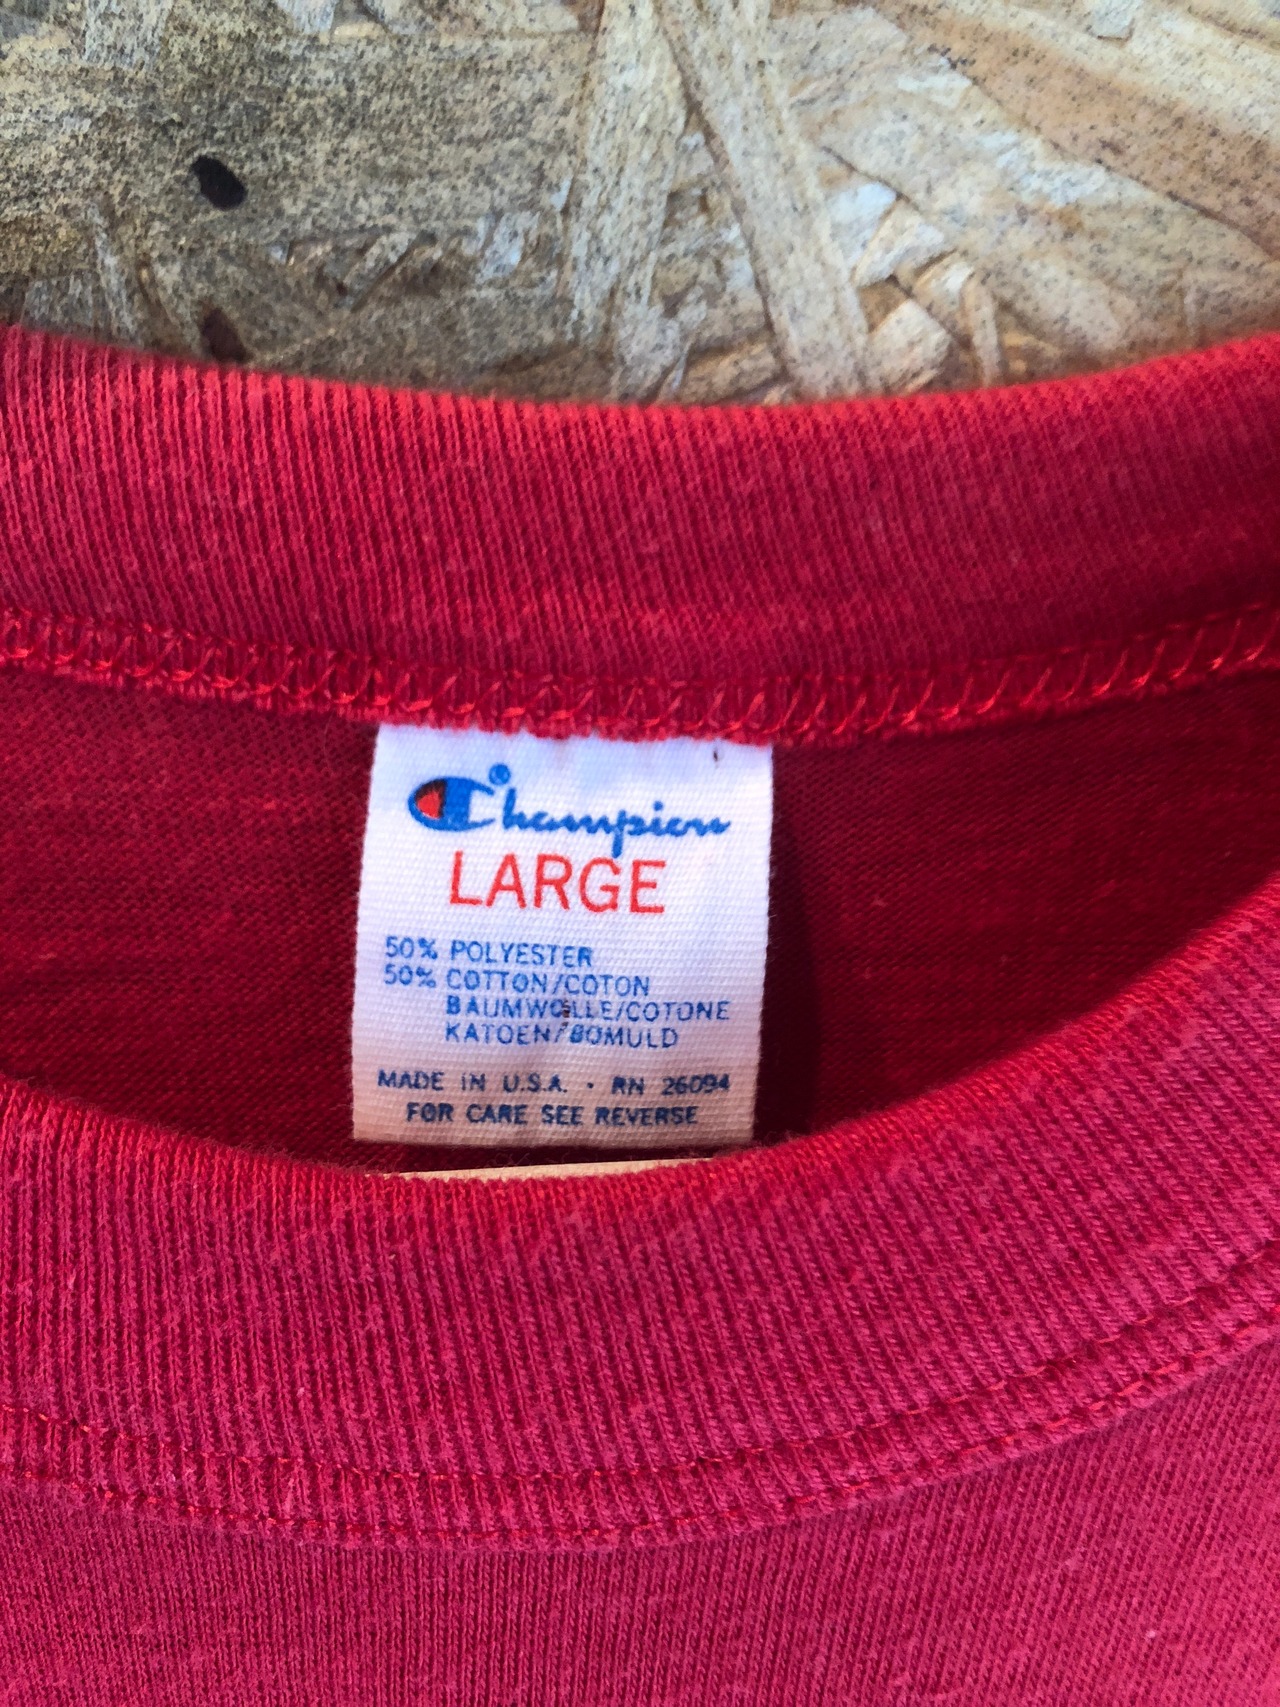 Champion®
LARGE
50% POLYESTER
50% COTTON/COTON
BAUMWOLLE/COTONE
KATOEN/BOMULD
MADE IN U.S.A. · RN 26094
FOR CARE SEE REVERSE